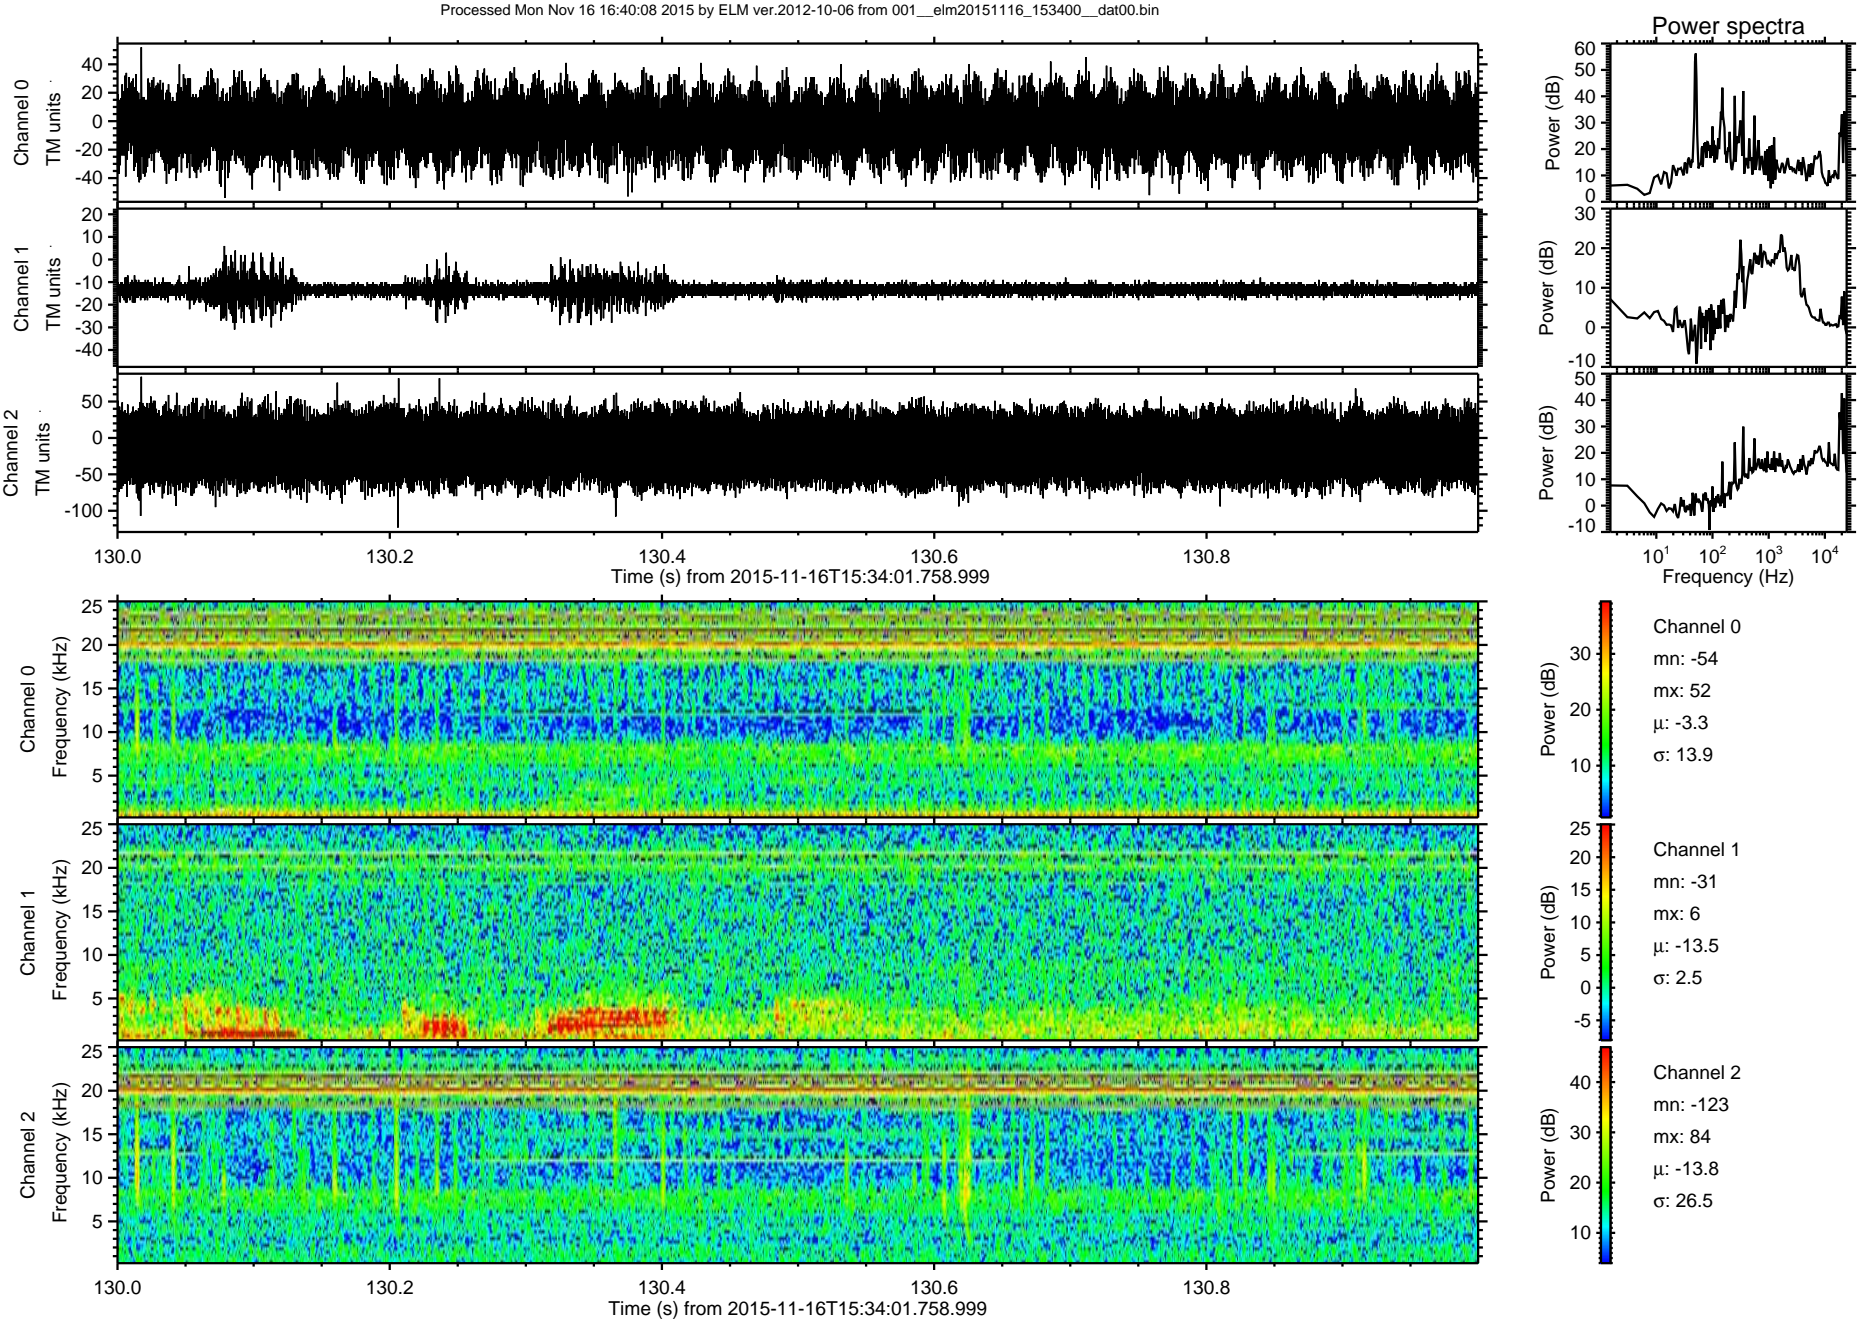 Processed Mon Nov 16 16:40:08 2015 by ELM ver.2012-10-06 from 001__elm20151116_153400__dat00.bin
Power spectra
Channel 0
TM units
40
20
0
-20
-40
Power (dB)
60
50
40
30
20
10
0
Channel 1
TM units
20
10
0
-10
-20
-30
-40
Power (dB)
30
20
10
0
-10
Channel 2
TM units
50
0
-50
-100
Power (dB)
50
40
30
20
10
0
-10
130.0 130.2 130.4 130.6 130.8
Time (s) from 2015-11-16T15:34:01.758.999
10^1 10^2 10^3 10^4
Frequency (Hz)
Channel 0
Frequency (kHz)
25
20
15
10
5
Power (dB)
30
20
10
Channel 0
mn: -54
mx: 52
μ: -3.3
σ: 13.9
Channel 1
Frequency (kHz)
25
20
15
10
5
Power (dB)
25
20
15
10
5
0
-5
Channel 1
mn: -31
mx: 6
μ: -13.5
σ: 2.5
Channel 2
Frequency (kHz)
25
20
15
10
5
Power (dB)
40
30
20
10
Channel 2
mn: -123
mx: 84
μ: -13.8
σ: 26.5
130.0 130.2 130.4 130.6 130.8
Time (s) from 2015-11-16T15:34:01.758.999